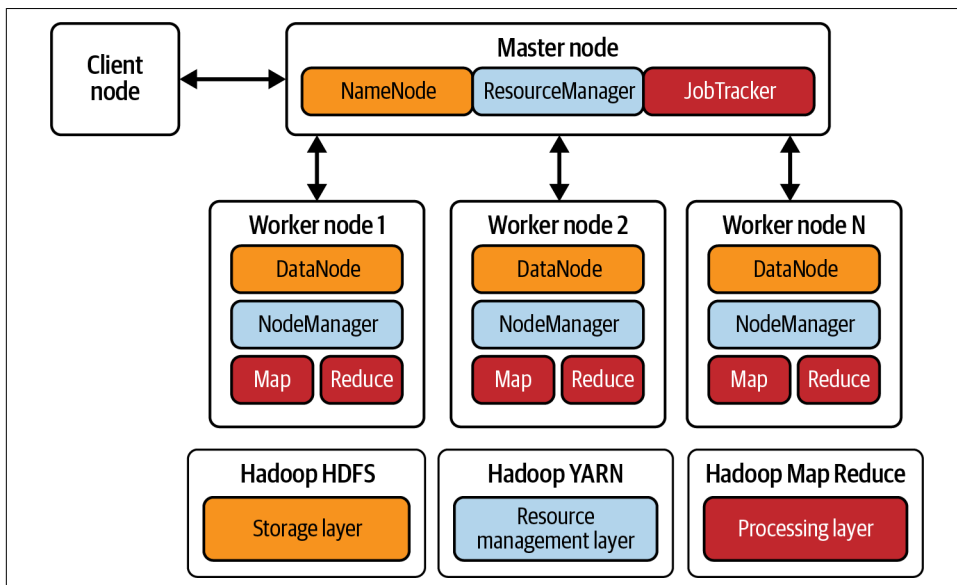 Client
node
Master node
NameNode
ResourceManager
JobTracker
Worker node 1
DataNode
NodeManager
Map
Reduce
Worker node 2
DataNode
NodeManager
Map
Reduce
Worker node N
DataNode
NodeManager
Map
Reduce
Hadoop HDFS
Storage layer
Hadoop YARN
Resource
management layer
Hadoop Map Reduce
Processing layer